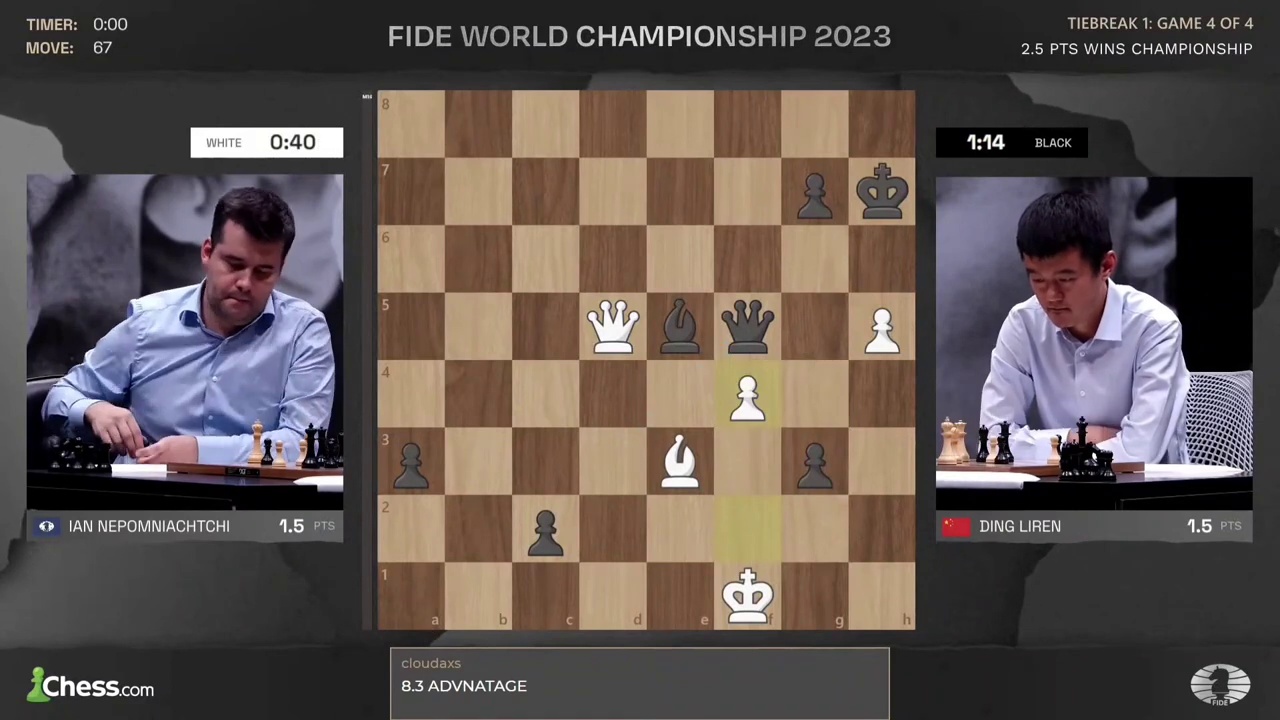 TIMER: 0:00
MOVE: 67
FIDE WORLD CHAMPIONSHIP 2023
TIEBREAK 1: GAME 4 OF 4
2.5 PTS WINS CHAMPIONSHIP
WHITE 0:40
1:14 BLACK
8
7
6
5
4
3
2
1
a b c d e f g h
IAN NEPOMNIACHTCHI 1.5 PTS
DING LIREN 1.5 PTS
cloudaxs
8.3 ADVNATAGE
Chess.com
FIDE